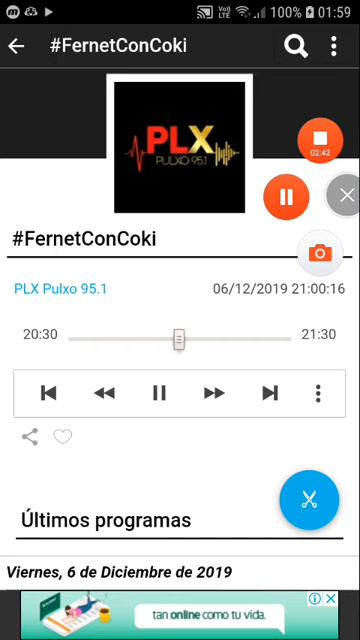 VoI) LTE 100% 01:59
#FernetConCoki
PLX
PULXO 95.1
02:42
#FernetConCoki
PLX Pulxo 95.1 06/12/2019 21:00:16
20:30 21:30
Últimos programas
Viernes, 6 de Diciembre de 2019
tan online como tu vida.